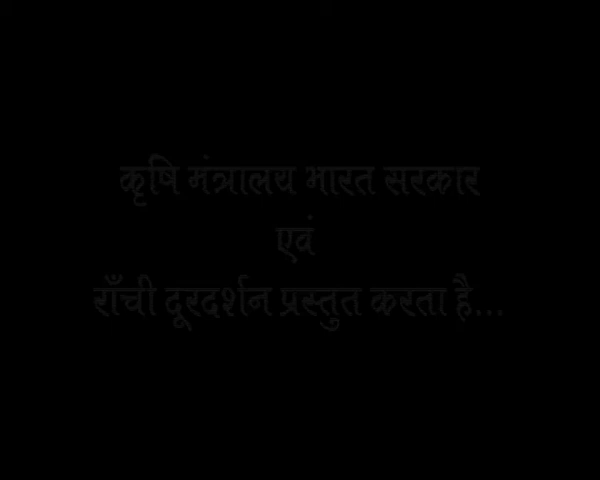 कृषि मंत्रालय भारत सरकार
एवं
राँची दूरदर्शन प्रस्तुत करता है...